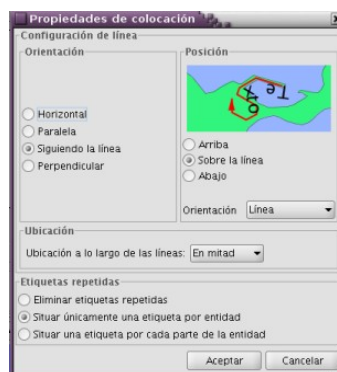 Propiedades de colocación
Configuración de línea
Orientación
Horizontal
Paralela
Siguiendo la línea
Perpendicular
Posición
Texto
Arriba
Sobre la línea
Abajo
Orientación Línea
Ubicación
Ubicación a lo largo de las líneas: En mitad
Etiquetas repetidas
Eliminar etiquetas repetidas
Situar únicamente una etiqueta por entidad
Situar una etiqueta por cada parte de la entidad
Aceptar Cancelar